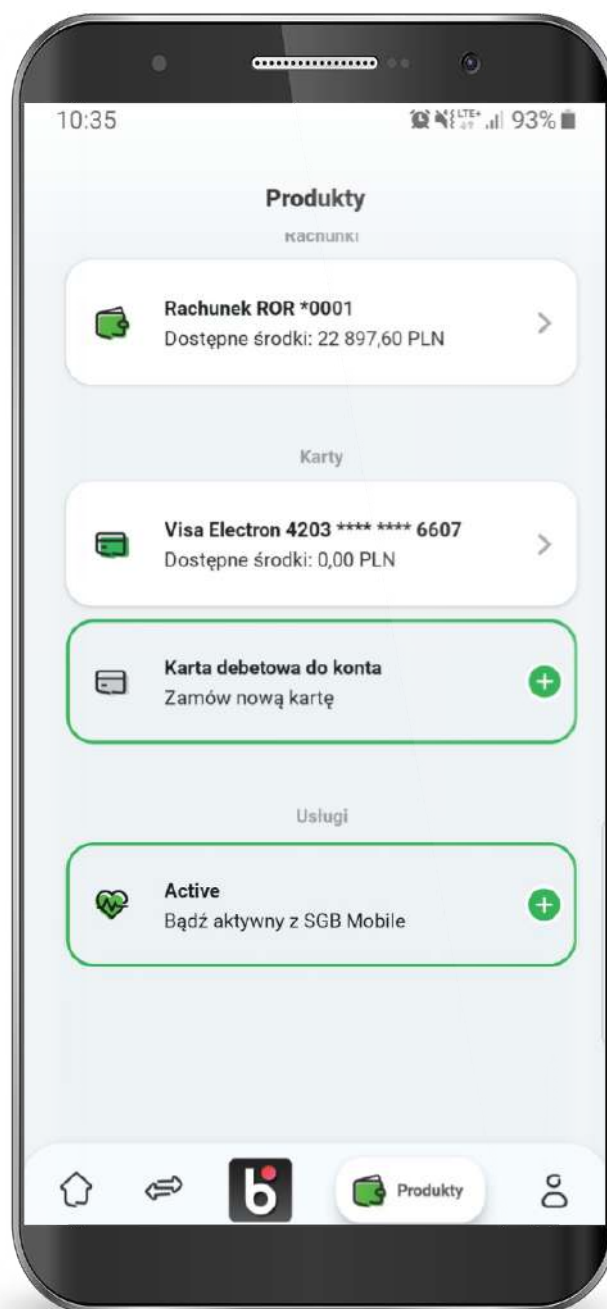 10:35
LTE+ 93%
Produkty
Rachunki
Rachunek ROR *0001
Dostępne środki: 22 897,60 PLN
Karty
Visa Electron 4203 **** **** 6607
Dostępne środki: 0,00 PLN
Karta debetowa do konta
Zamów nową kartę
Usługi
Active
Bądź aktywny z SGB Mobile
b
Produkty